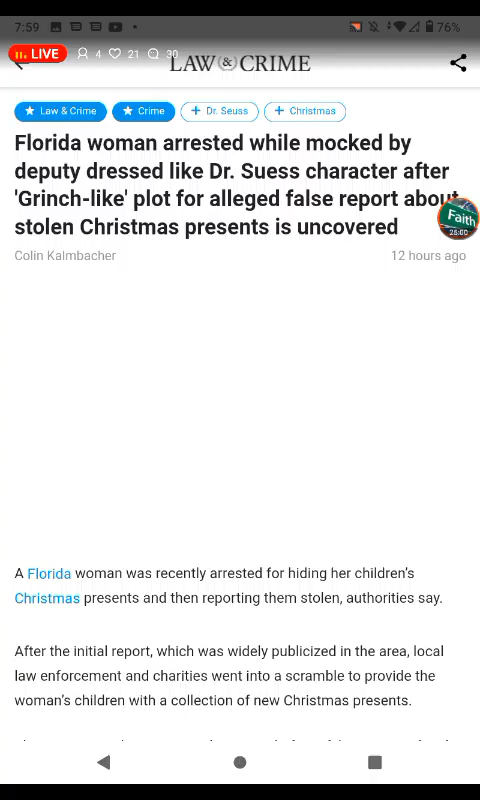 7:59
76%
LIVE 4 21 30
LAW & CRIME
Law & Crime
Crime
Dr. Seuss
Christmas
Florida woman arrested while mocked by
deputy dressed like Dr. Suess character after
'Grinch-like' plot for alleged false report about
stolen Christmas presents is uncovered
Faith
25:00
Colin Kalmbacher
12 hours ago
A Florida woman was recently arrested for hiding her children's
Christmas presents and then reporting them stolen, authorities say.
After the initial report, which was widely publicized in the area, local
law enforcement and charities went into a scramble to provide the
woman's children with a collection of new Christmas presents.